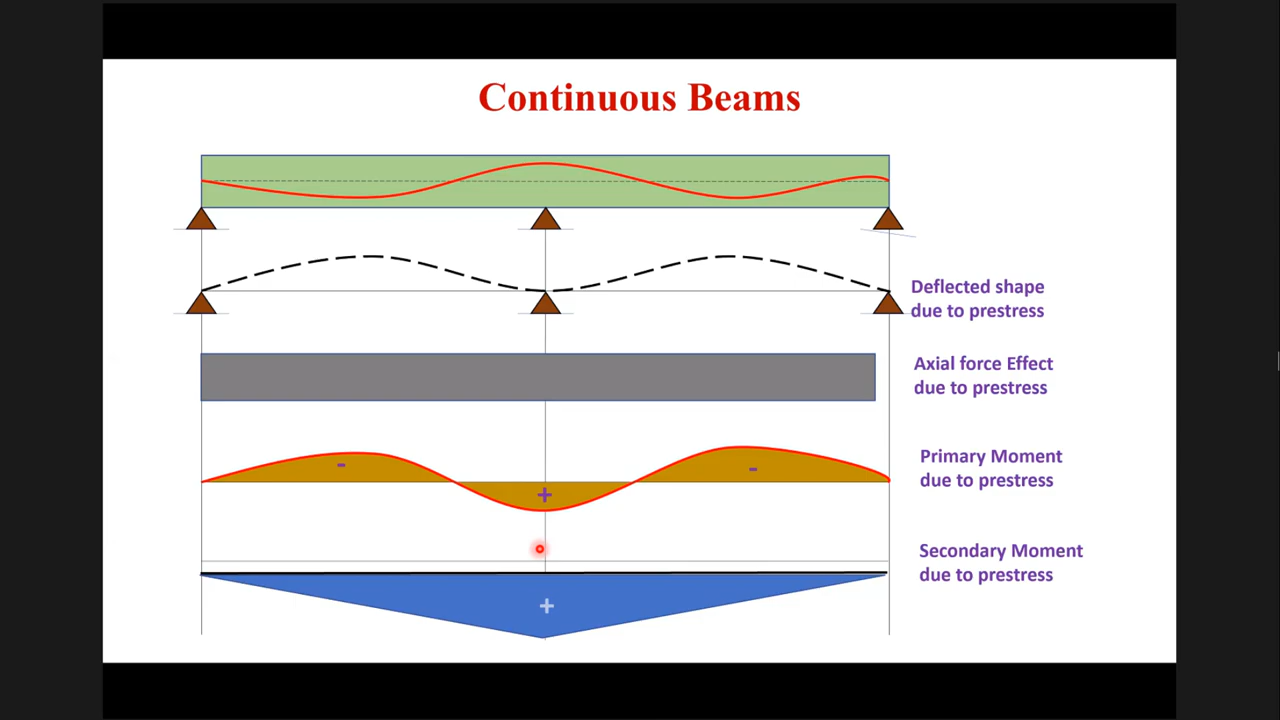 Continuous Beams
Deflected shape
due to prestress
Axial force Effect
due to prestress
-
+
-
Primary Moment
due to prestress
Secondary Moment
due to prestress
+